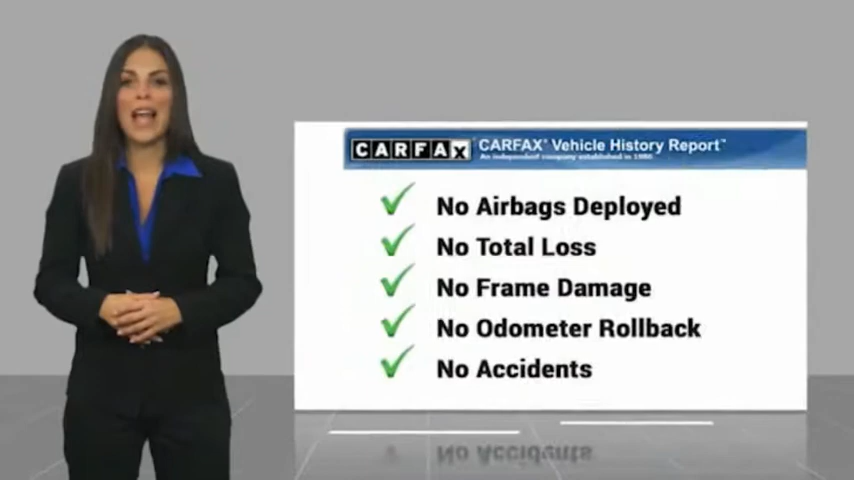 CARFAX CARFAX® Vehicle History Report™
An independent company established in 1986
No Airbags Deployed
No Total Loss
No Frame Damage
No Odometer Rollback
No Accidents